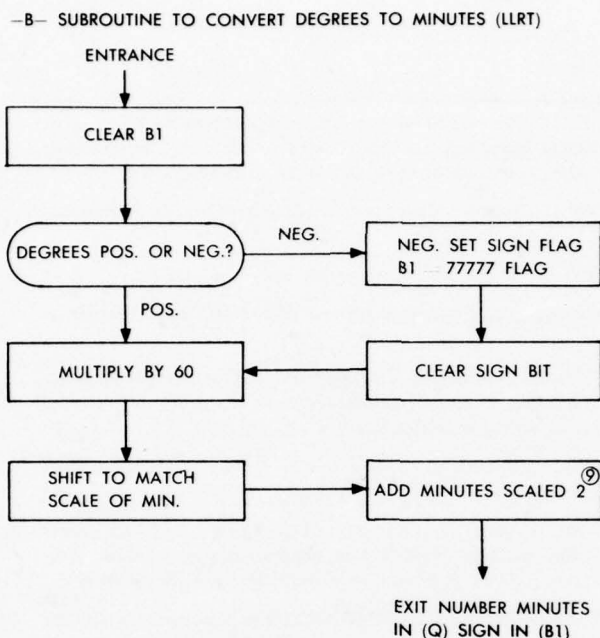 -B- SUBROUTINE TO CONVERT DEGREES TO MINUTES (LLRT)
ENTRANCE
CLEAR B1
DEGREES POS. OR NEG.?
NEG.
NEG. SET SIGN FLAG
B1 - 77777 FLAG
POS.
MULTIPLY BY 60
CLEAR SIGN BIT
SHIFT TO MATCH
SCALE OF MIN.
ADD MINUTES SCALED 2⑨
EXIT NUMBER MINUTES
IN (Q) SIGN IN (B1)